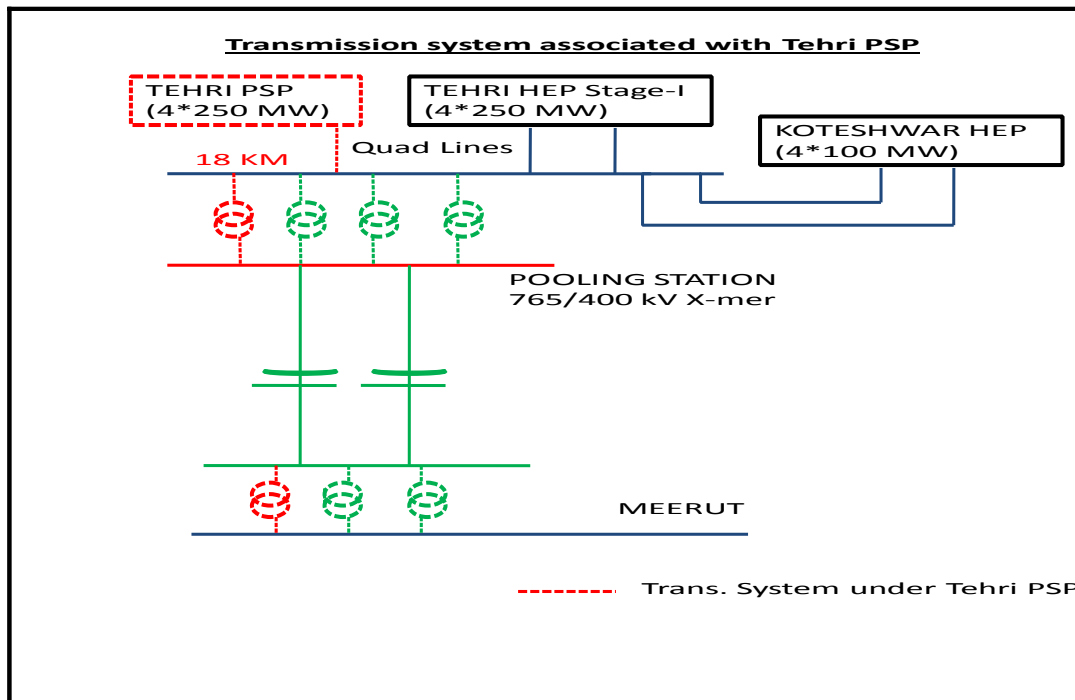 Transmission system associated with Tehri PSP
TEHRI PSP
(4*250 MW)
TEHRI HEP Stage-I
(4*250 MW)
KOTESHWAR HEP
(4*100 MW)
18 KM
Quad Lines
POOLING STATION
765/400 kV X-mer
MEERUT
Trans. System under Tehri PSP